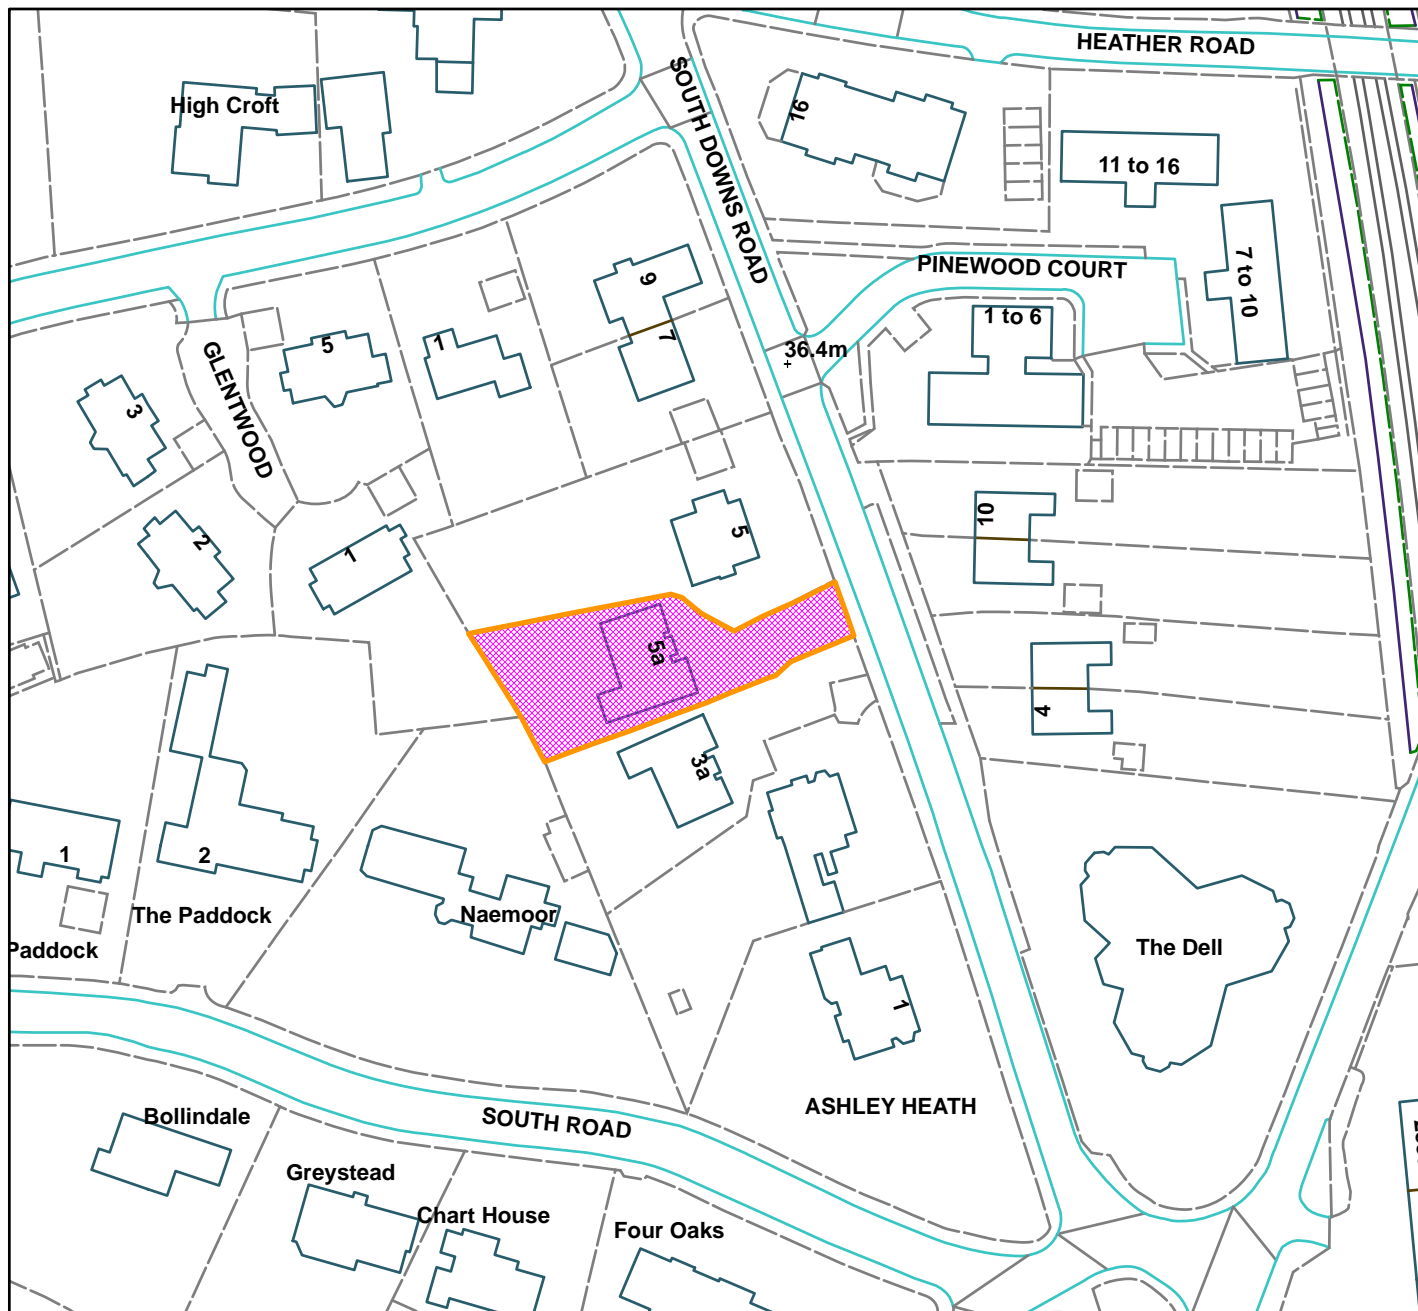 HEATHER ROAD
High Croft
SOUTH DOWNS ROAD
16
11 to 16
PINEWOOD COURT
7 to 10
9
7
1 to 6
36.4m
5
1
GLENTWOOD
3
2
1
5
10
5a
4
3a
1
2
The Paddock
Paddock
Naemoor
The Dell
1
ASHLEY HEATH
SOUTH ROAD
Bollindale
Greystead
Chart House
Four Oaks